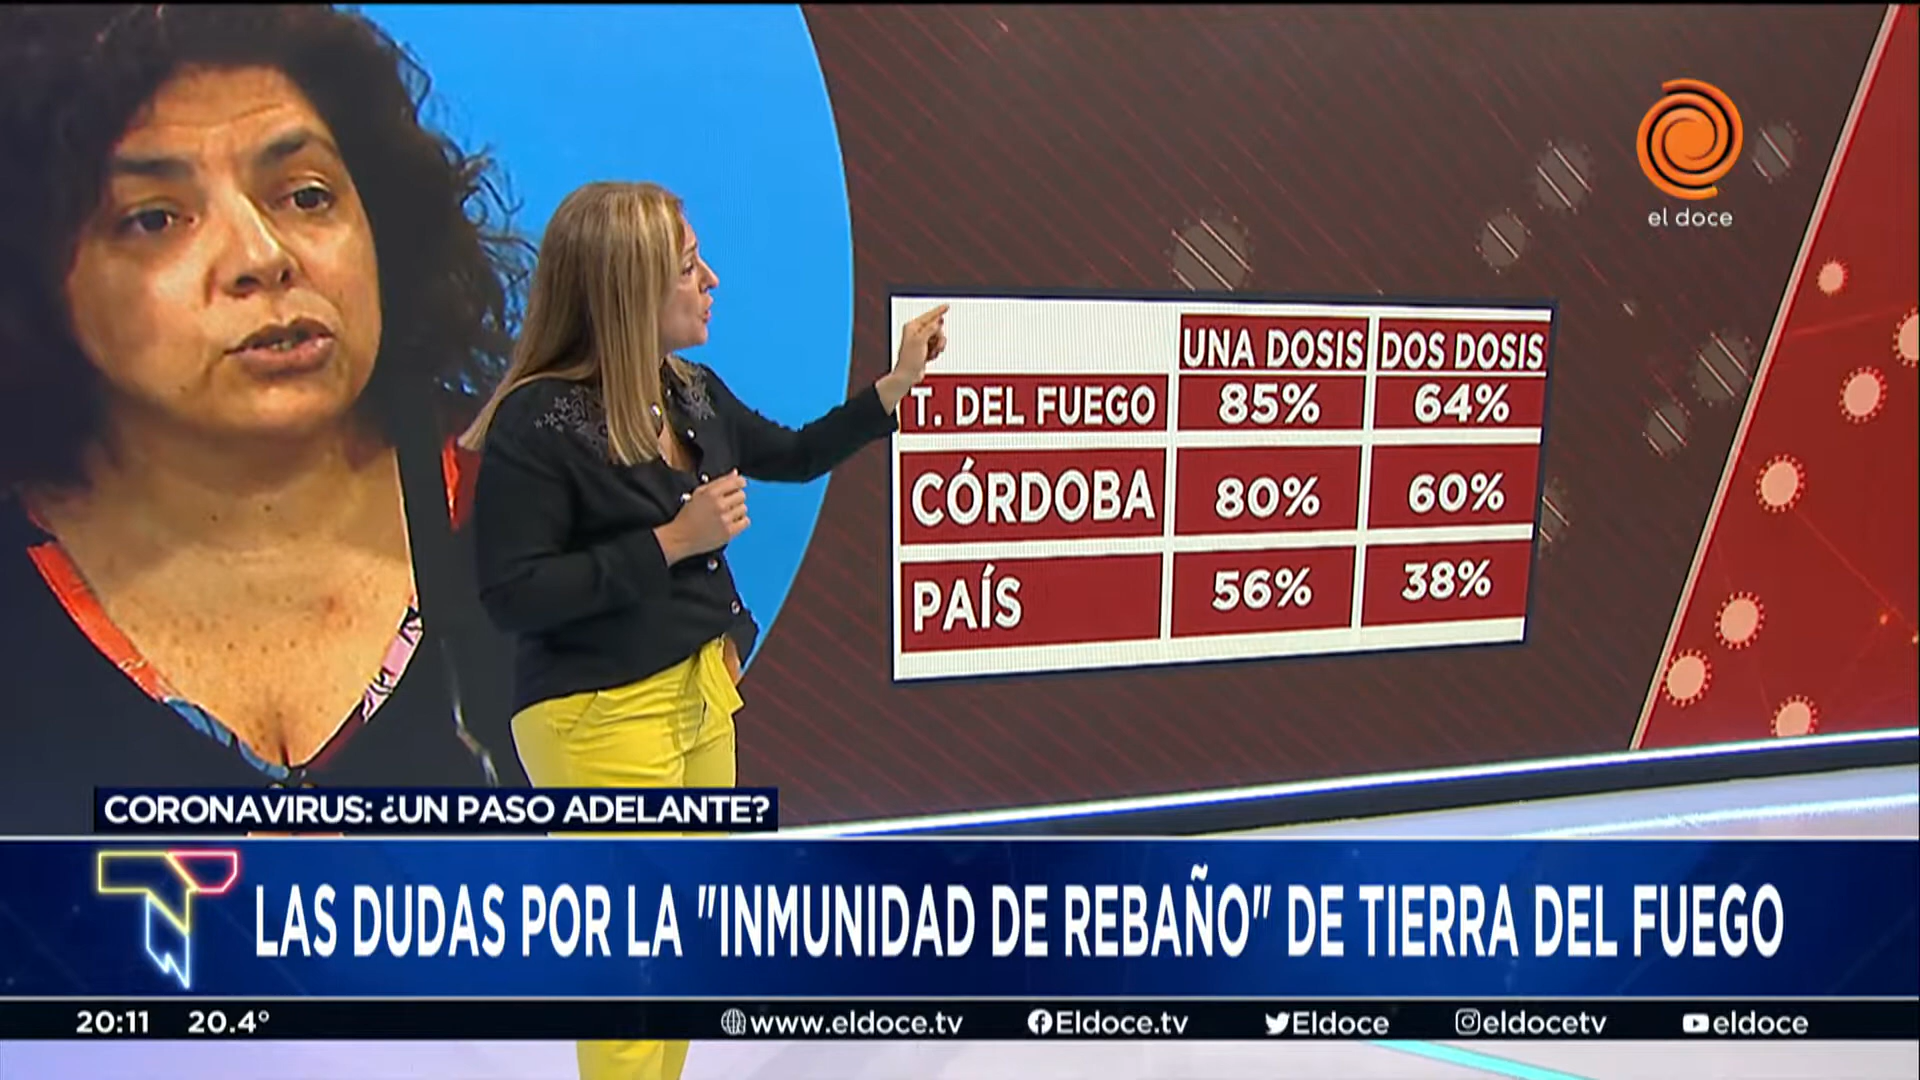 el doce
UNA DOSIS DOS DOSIS
T. DEL FUEGO 85% 64%
CÓRDOBA 80% 60%
PAÍS 56% 38%
CORONAVIRUS: ¿UN PASO ADELANTE?
LAS DUDAS POR LA "INMUNIDAD DE REBAÑO" DE TIERRA DEL FUEGO
20:11 20.4° www.eldoce.tv Eldoce.tv Eldoce eldocetv eldoce